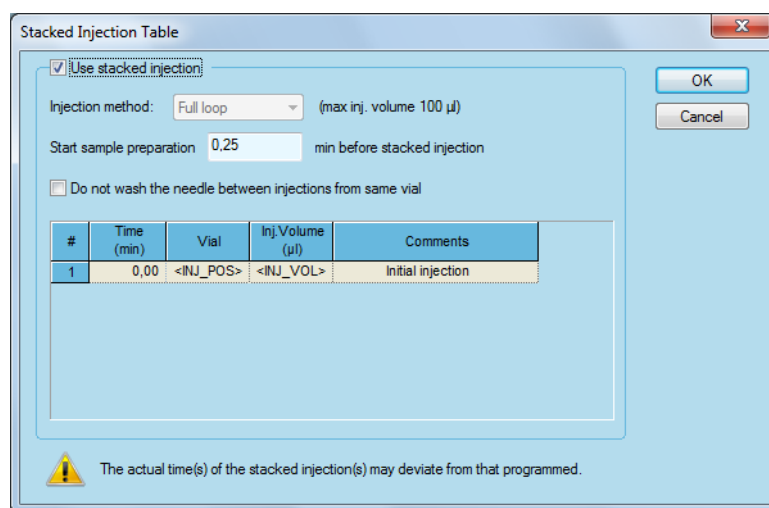 Stacked Injection Table
Use stacked injection
OK
Injection method: Full loop (max inj. volume 100 µl)
Cancel
Start sample preparation 0,25 min before stacked injection
Do not wash the needle between injections from same vial
# Time (min) Vial Inj.Volume (µl) Comments
1 0,00 <INJ_POS> <INJ_VOL> Initial injection
The actual time(s) of the stacked injection(s) may deviate from that programmed.